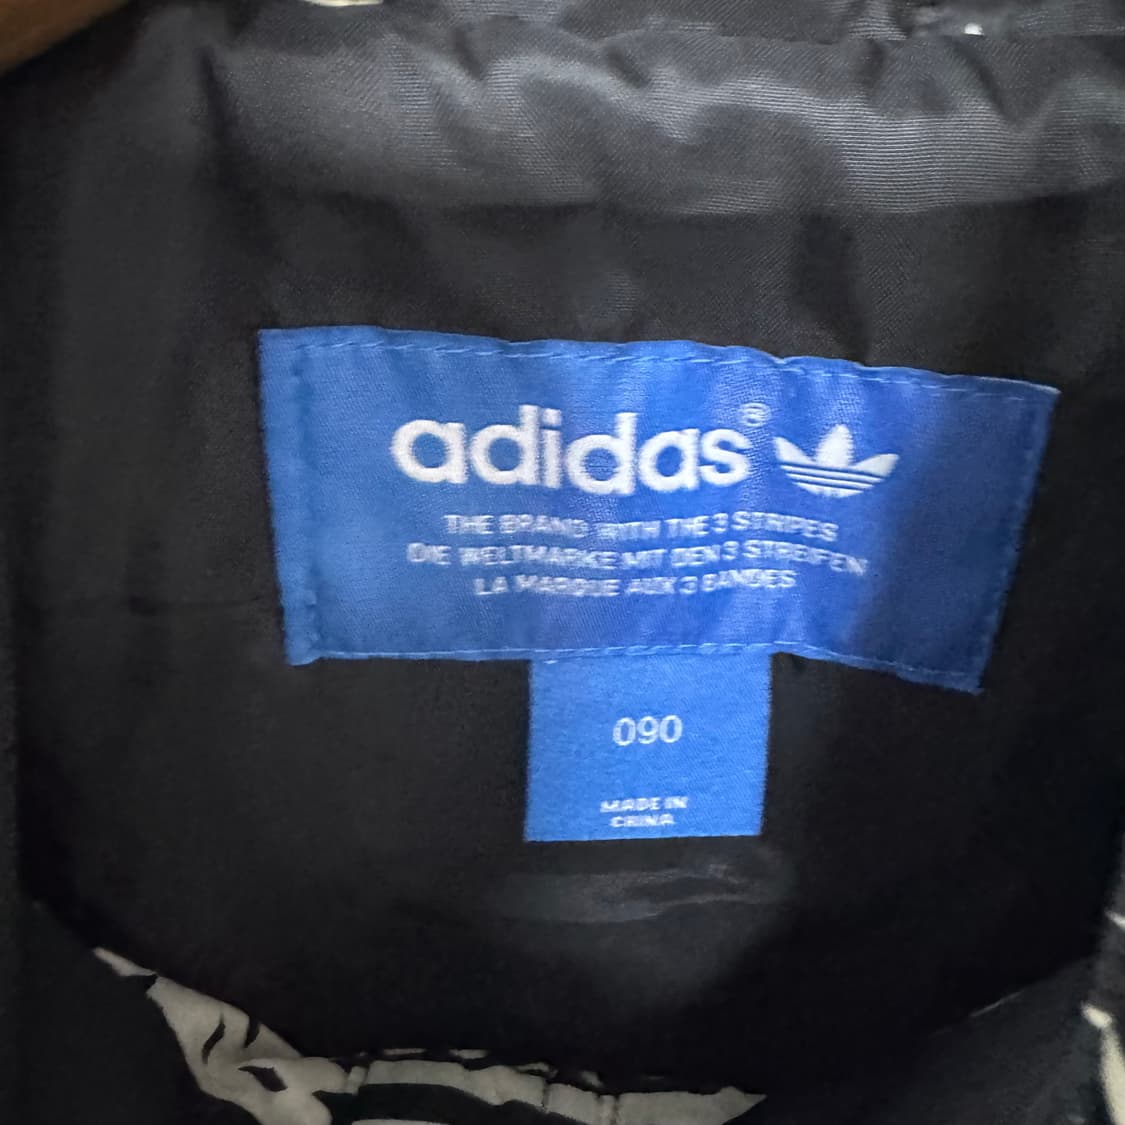 adidas®
THE BRAND WITH THE 3 STRIPES
DIE WELTMARKE MIT DEN 3 STREIFEN
LA MARQUE AUX 3 BANDES
090
MADE IN
CHINA